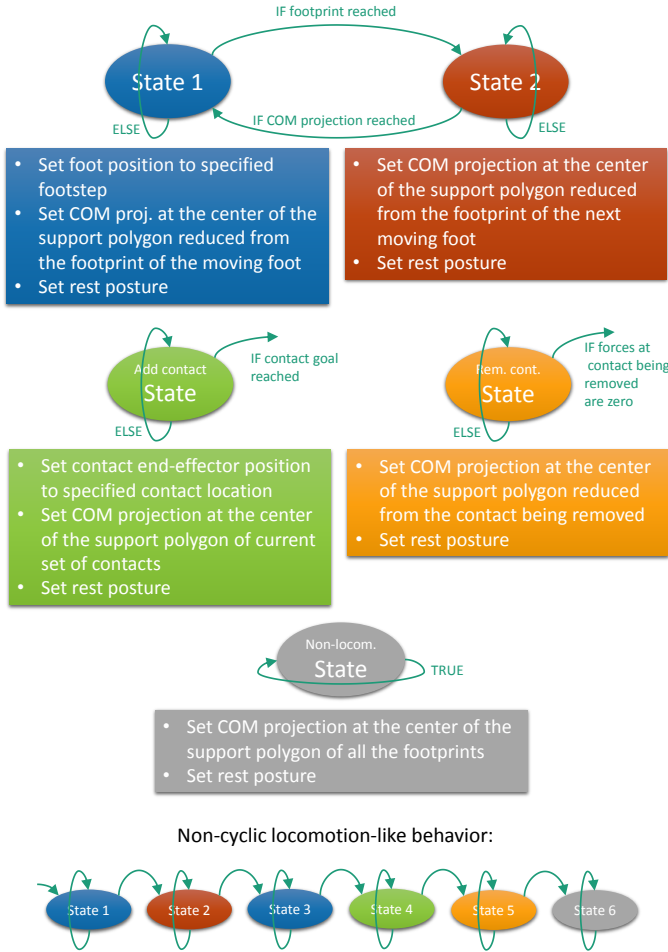 IF footprint reached
State 1
State 2
IF COM projection reached
ELSE
ELSE
• Set foot position to specified
footstep
• Set COM proj. at the center of the
support polygon reduced from
the footprint of the moving foot
• Set rest posture
• Set COM projection at the center
of the support polygon reduced
from the footprint of the next
moving foot
• Set rest posture
Add contact
State
IF contact goal
reached
ELSE
Rem. cont.
State
IF forces at
contact being
removed
are zero
ELSE
• Set contact end-effector position
to specified contact location
• Set COM projection at the center
of the support polygon of current
set of contacts
• Set rest posture
• Set COM projection at the center
of the support polygon reduced
from the contact being removed
• Set rest posture
Non-locom.
State
TRUE
• Set COM projection at the center of the
support polygon of all the footprints
• Set rest posture
Non-cyclic locomotion-like behavior:
State 1
State 2
State 3
State 4
State 5
State 6